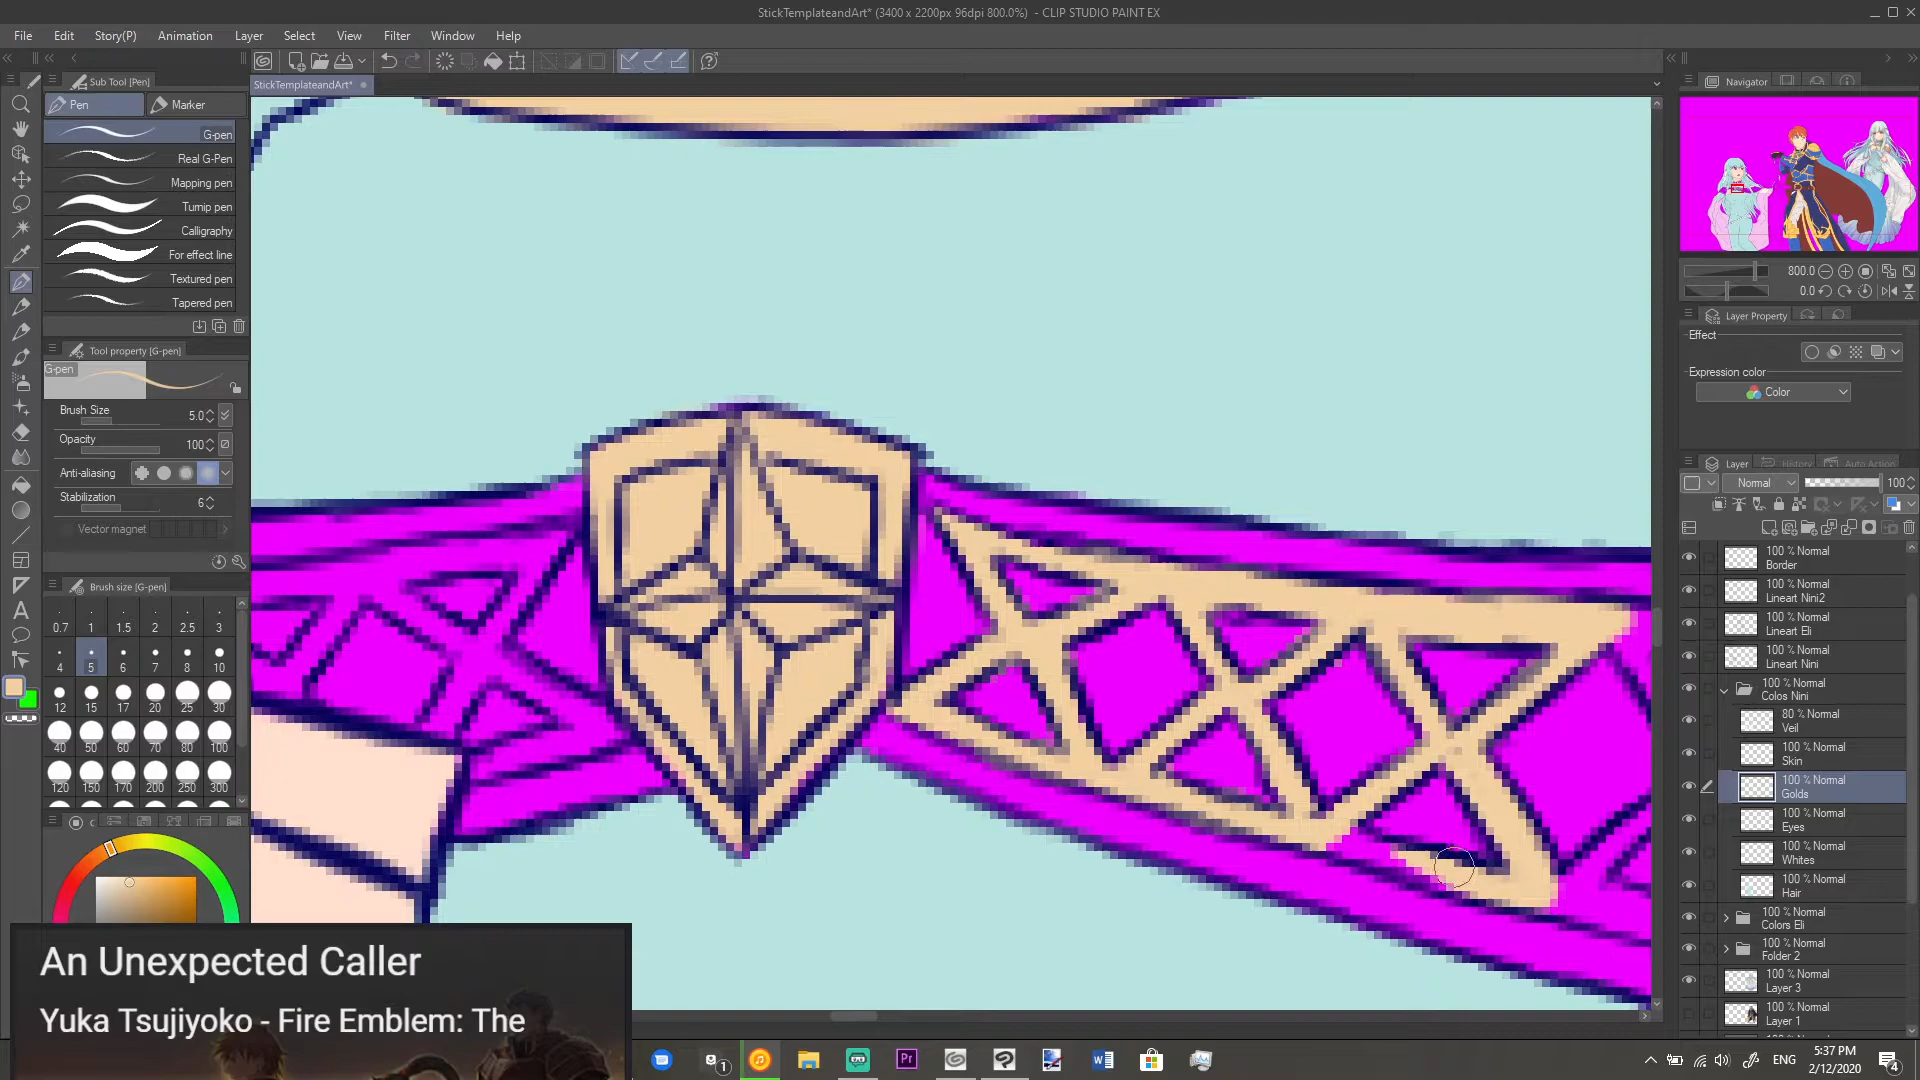 StickTemplateandArt* (3400 x 2200px 96dpi 800.0%) - CLIP STUDIO PAINT EX
File Edit Story(P) Animation Layer Select View Filter Window Help
Sub Tool [Pen]
StickTemplateandArt*
Navigator
Pen Marker
G-pen
Real G-Pen
Mapping pen
Turnip pen
Calligraphy
For effect line
Textured pen
Tapered pen
Tool property [G-pen]
G-pen
Brush Size 5.0
Opacity 100
Anti-aliasing
Stabilization 6
Vector magnet
Brush size [G-pen]
0.7 1 1.5 2 2.5 3
4 5 6 7 8 10
12 15 17 20 25 30
40 50 60 70 80 100
120 150 170 200 250 300
800.0
0.0
Layer Property
Effect
Expression color
Color
Layer History Auto Action
Normal 100
100 % Normal
Border
100 % Normal
Lineart Nini2
100 % Normal
Lineart Eli
100 % Normal
Lineart Nini
100 % Normal
Colos Nini
80 % Normal
Veil
100 % Normal
Skin
100 % Normal
Golds
100 % Normal
Eyes
100 % Normal
Whites
100 % Normal
Hair
100 % Normal
Colors Eli
100 % Normal
Folder 2
100 % Normal
Layer 3
100 % Normal
Layer 1
An Unexpected Caller
Yuka Tsujiyoko - Fire Emblem: The
1
Pr
ENG
5:37 PM
2/12/2020
4